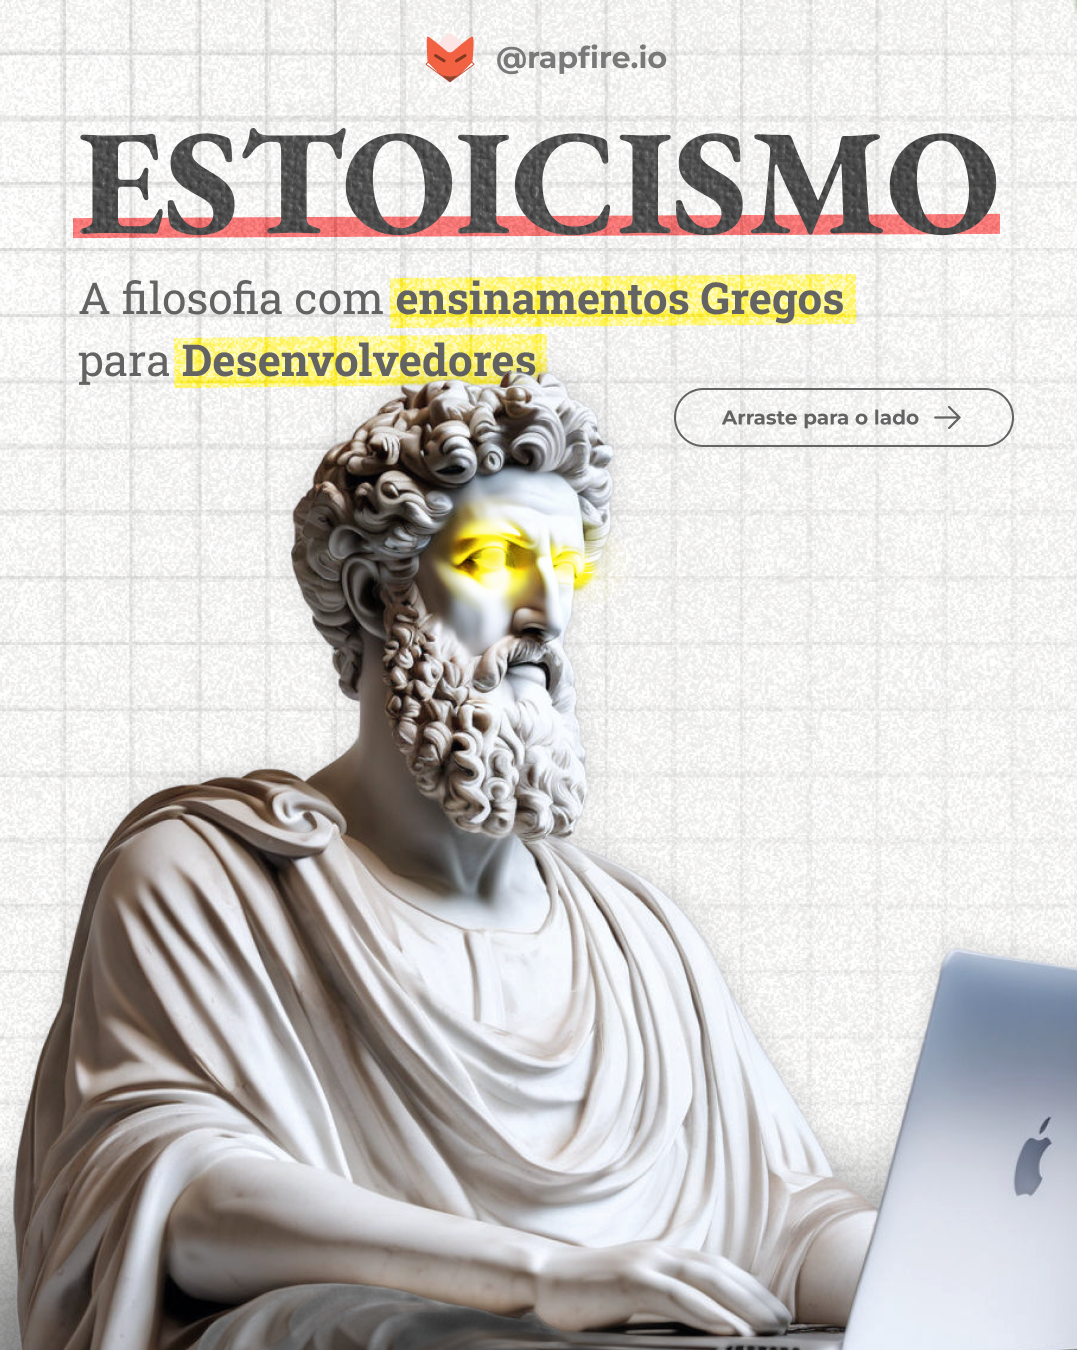 @rapfire.io
ESTOICISMO
A filosofia com ensinamentos Gregos
para Desenvolvedores
Arraste para o lado